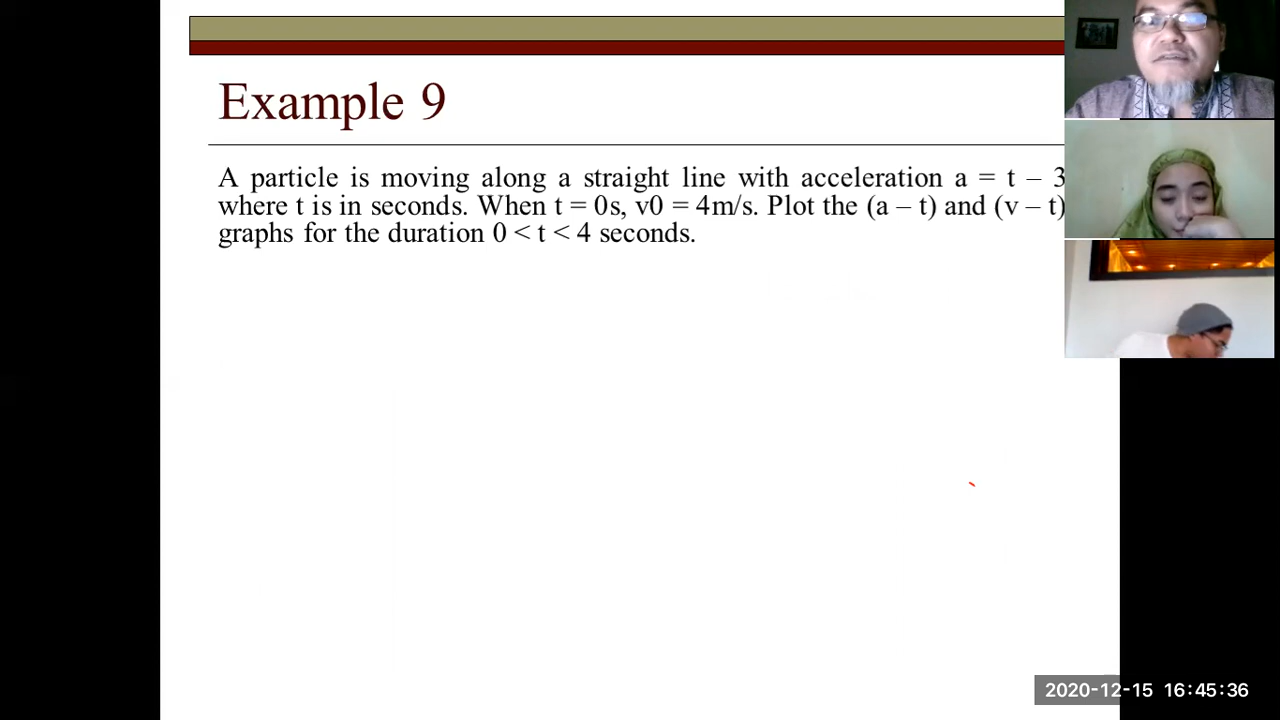 Example 9
A particle is moving along a straight line with acceleration a = t – 3
where t is in seconds. When t = 0s, v0 = 4m/s. Plot the (a – t) and (v – t)
graphs for the duration 0 < t < 4 seconds.
2020-12-15 16:45:36